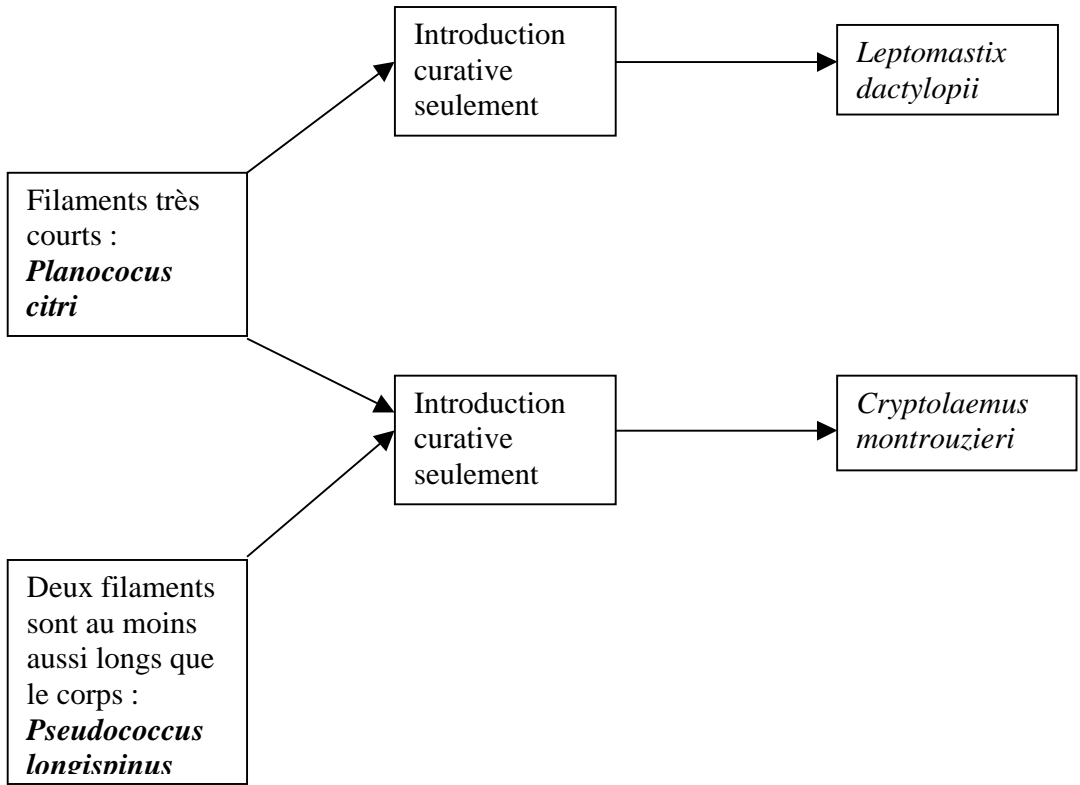 Introduction
curative
seulement
Leptomastix
dactylopii
Filaments très
courts :
Planococus
citri
Introduction
curative
seulement
Cryptolaemus
montrouzieri
Deux filaments
sont au moins
aussi longs que
le corps :
Pseudococcus
longispinus